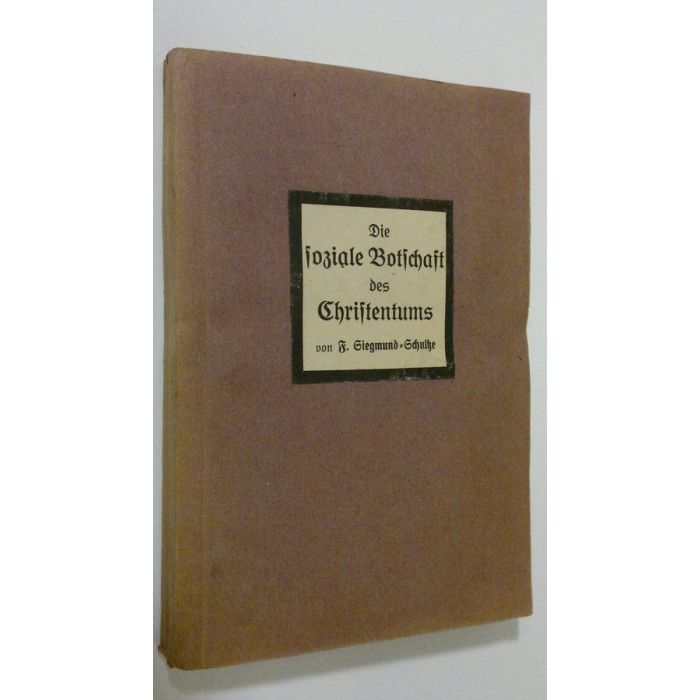 Die
soziale Botschaft
des
Christentums
von F. Siegmund-Schultze